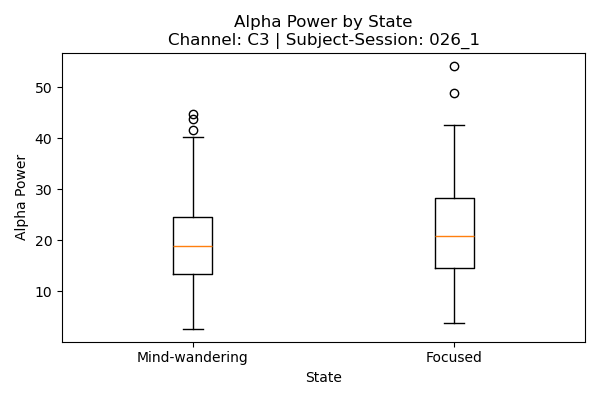 Alpha Power by State
Channel: C3 | Subject-Session: 026_1
Alpha Power
50
40
30
20
10
Mind-wandering
Focused
State